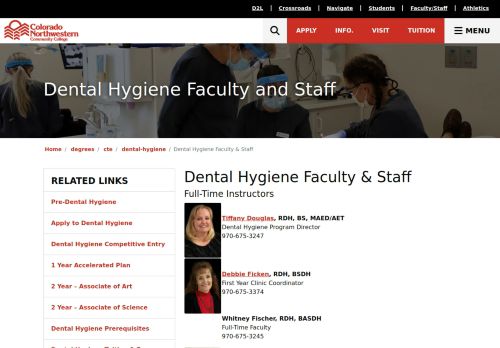 D2L | Crossroads | Navigate | Students | Faculty/Staff | Athletics
Colorado
Northwestern
Community College
APPLY INFO. VISIT TUITION MENU
Dental Hygiene Faculty and Staff
Home / degrees / cte / dental-hygiene / Dental Hygiene Faculty & Staff
RELATED LINKS
Pre-Dental Hygiene
Apply to Dental Hygiene
Dental Hygiene Competitive Entry
1 Year Accelerated Plan
2 Year – Associate of Art
2 Year – Associate of Science
Dental Hygiene Prerequisites
Dental Hygiene Faculty & Staff
Full-Time Instructors
Tiffany Douglas, RDH, BS, MAED/AET
Dental Hygiene Program Director
970-675-3247
Debbie Ficken, RDH, BSDH
First Year Clinic Coordinator
970-675-3374
Whitney Fischer, RDH, BASDH
Full-Time Faculty
970-675-3245